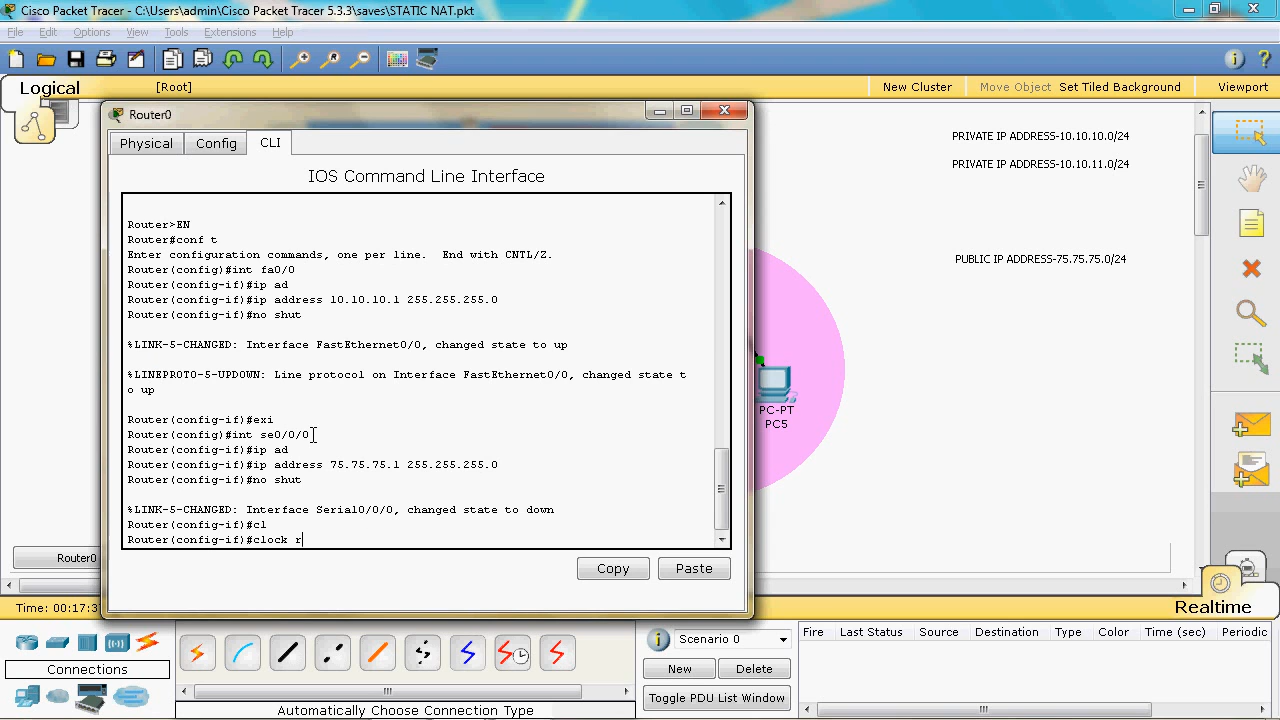 Cisco Packet Tracer - C:\Users\admin\Cisco Packet Tracer 5.3.3\saves\STATIC NAT.pkt
File Edit Options View Tools Extensions Help
Logical [Root] New Cluster Move Object Set Tiled Background Viewport
Router0
Physical Config CLI
IOS Command Line Interface
Router>EN
Router#conf t
Enter configuration commands, one per line.  End with CNTL/Z.
Router(config)#int fa0/0
Router(config-if)#ip ad
Router(config-if)#ip address 10.10.10.1 255.255.255.0
Router(config-if)#no shut
%LINK-5-CHANGED: Interface FastEthernet0/0, changed state to up
%LINEPROTO-5-UPDOWN: Line protocol on Interface FastEthernet0/0, changed state t
o up
Router(config-if)#exi
Router(config)#int se0/0/0
Router(config-if)#ip ad
Router(config-if)#ip address 75.75.75.1 255.255.255.0
Router(config-if)#no shut
%LINK-5-CHANGED: Interface Serial0/0/0, changed state to down
Router(config-if)#cl
Router(config-if)#clock r
Copy Paste
PRIVATE IP ADDRESS-10.10.10.0/24
PRIVATE IP ADDRESS-10.10.11.0/24
PUBLIC IP ADDRESS-75.75.75.0/24
PC-PT
PC5
Router0
Time: 00:17:3
Realtime
Connections
Automatically Choose Connection Type
Scenario 0
New Delete
Toggle PDU List Window
Fire Last Status Source Destination Type Color Time (sec) Periodic